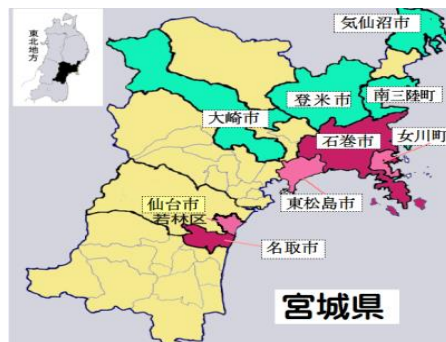 東北
地方
気仙沼市
登米市
南三陸町
大崎市
石巻市
女川町
仙台市
若林区
東松島市
名取市
宮城県